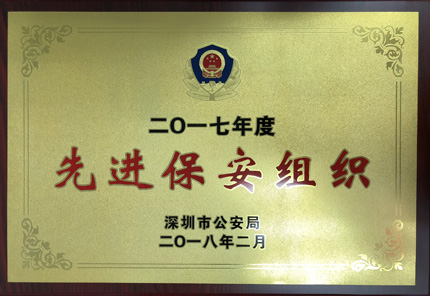 二〇一七年度
先进保安组织
深圳市公安局
二〇一八年二月